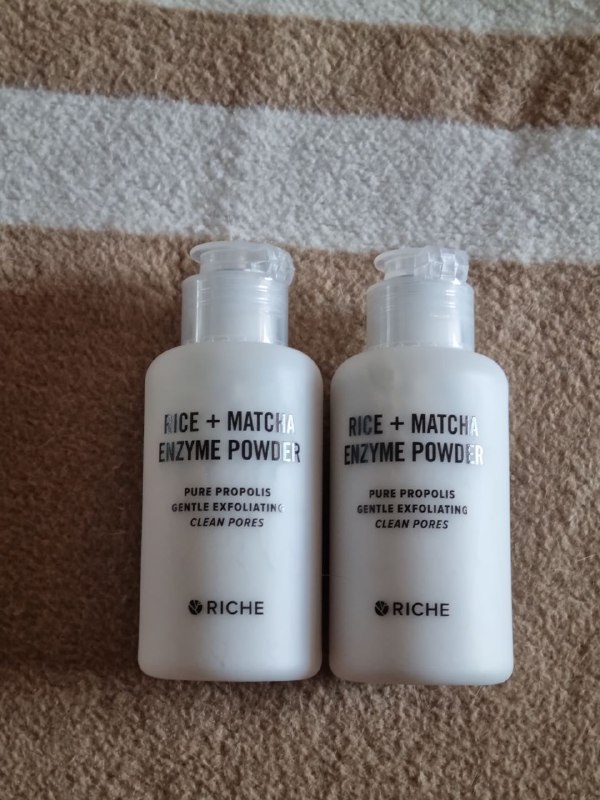 RICE + MATCHA
ENZYME POWDER
PURE PROPOLIS
GENTLE EXFOLIATING
CLEAN PORES
RICHE
RICE + MATCHA
ENZYME POWDER
PURE PROPOLIS
GENTLE EXFOLIATING
CLEAN PORES
RICHE